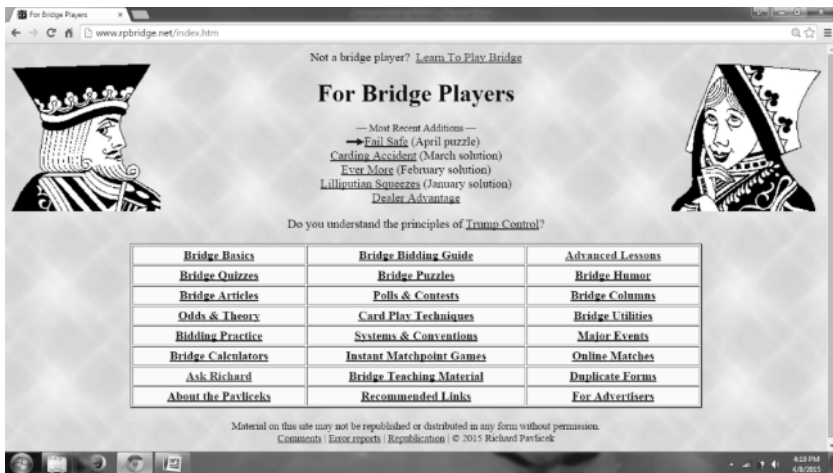 For Bridge Players
www.rpbridge.net/index.htm
Not a bridge player? Learn To Play Bridge
For Bridge Players
— Most Recent Additions —
Fail Safe (April puzzle)
Carding Accident (March solution)
Ever More (February solution)
Lilliputian Squeezes (January solution)
Dealer Advantage
Do you understand the principles of Trump Control?
Bridge Basics Bridge Bidding Guide Advanced Lessons
Bridge Quizzes Bridge Puzzles Bridge Humor
Bridge Articles Polls & Contests Bridge Columns
Odds & Theory Card Play Techniques Bridge Utilities
Bidding Practice Systems & Conventions Major Events
Bridge Calculators Instant Matchpoint Games Online Matches
Ask Richard Bridge Teaching Material Duplicate Forms
About the Pavliceks Recommended Links For Advertisers
Material on this site may not be republished or distributed in any form without permission.
Comments | Error reports | Republication | © 2015 Richard Pavlicek
4:19 PM
4/8/2015